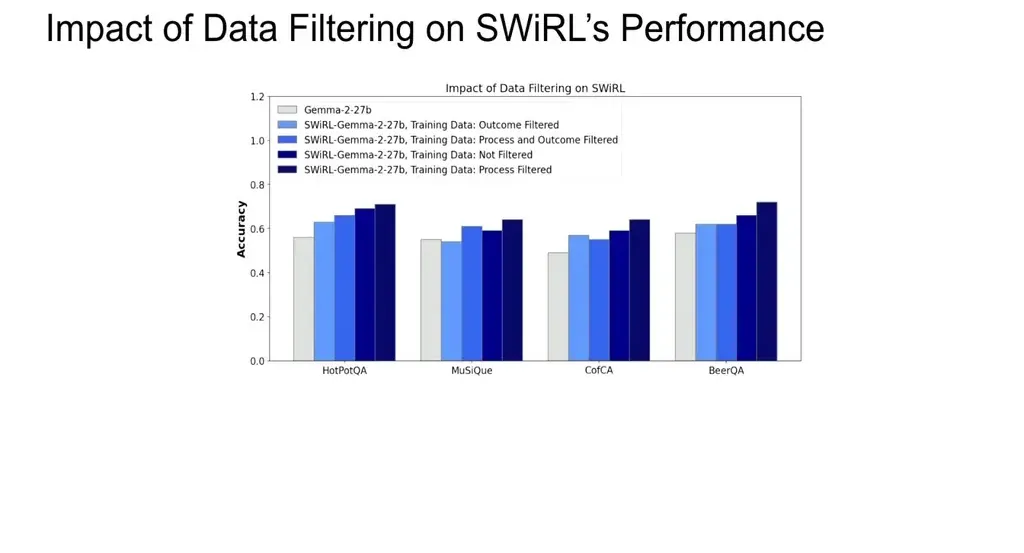 Impact of Data Filtering on SWiRL’s Performance
Impact of Data Filtering on SWiRL
1.2
1.0
0.8
0.6
0.4
0.2
0.0
Accuracy
Gemma-2-27b
SWiRL-Gemma-2-27b, Training Data: Outcome Filtered
SWiRL-Gemma-2-27b, Training Data: Process and Outcome Filtered
SWiRL-Gemma-2-27b, Training Data: Not Filtered
SWiRL-Gemma-2-27b, Training Data: Process Filtered
HotPotQA
MuSiQue
CofCA
BeerQA